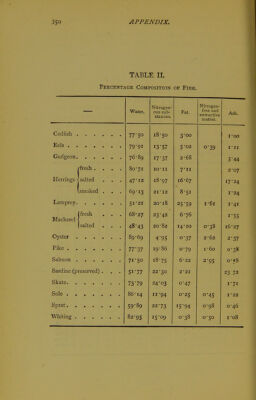 350 APPENDIX.
TABLE II.
Percentage Composition of Fish.
— Water. Nitrogenous substances. Fat. Nitrogen-free and extractive matter. Ash.
Codfish 77·50 18·50 3·00 1·00
Eels 79·91 13·57 5·02 0·39 1·21
Gudgeon 76·89 17·37 2·68 3·44
Herrings fresh 80·71 10·11 7·11 2·07
salted 47·12 18·97 16·67 17·24
smoked 69·13 21·12 8·51 1·24
Lamprey 51·21 20·18 25·59 1·61 1·41
Mackerel fresh 68·27 23·42 6·76 1·55
salted 48·43 20·82 14·10 0·38 16·27
Oyster 89·69 4·95 0·37 2·62 2·37
Pike 77·37 19·86 0·79 1·60 0·38
Salmon 71·50 18·75 6·22 2·95 0·58
Sardine (preserved) 51·77 22·30 2·21 23·72
Skate 73·79 24·03 0·47 1·71
Sole 86·14 11·94 0·25 0·45 1·22
Sprat 59·89 22·73 15·94 0·98 0·46
Whiting 82·95 15·09 0·38 0·50 1·08